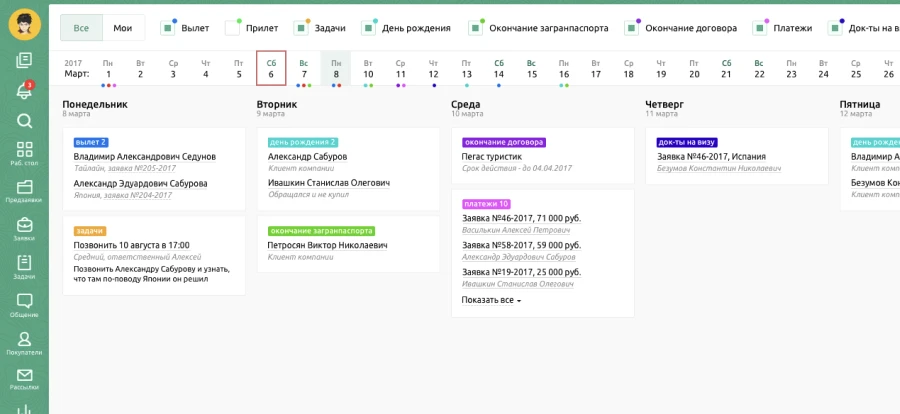 Все Мои Вылет Прилет Задачи День рождения Окончание загранпаспорта Окончание договора Платежи Док-ты на в
2017 Пн Вт Ср Чт Пт Сб Вс Пн Вт Ср Чт Пт Сб Вс Пн Вт Ср Чт Пт Сб Вс Пн Вт Ср Чт
Март: 1 2 3 4 5 6 7 8 10 11 12 13 14 15 16 17 18 19 20 21 22 23 24 25 26
3
Раб. стол
Предзаявки
Заявки
Задачи
Общение
Покупатели
Рассылки
Понедельник
8 марта
вылет 2
Владимир Александрович Седунов
Тайлайн, заявка №205-2017
Александр Эдуардович Сабурова
Япония, заявка №204-2017
задачи
Позвонить 10 августа в 17:00
Средний, ответственный Алексей
Позвонить Александру Сабурову и узнать,
что там по-поводу Японии он решил
Вторник
9 марта
день рождения 2
Александр Сабуров
Клиент компании
Ивашкин Станислав Олегович
Обращался и не купил
окончание загранпаспорта
Петросян Виктор Николаевич
Клиент компании
Среда
10 марта
окончание договора
Пегас туристик
Срок действия - до 04.04.2017
платежи 10
Заявка №46-2017, 71 000 руб.
Василькин Алексей Петрович
Заявка №58-2017, 59 000 руб.
Александр Эдуардович Сабуров
Заявка №19-2017, 25 000 руб.
Ивашкин Станислав Олегович
Показать все
Четверг
11 марта
док-ты на визу
Заявка №46-2017, Испания
Безумов Константин Николаевич
Пятница
12 марта
день рожден
Владимир А
Клиент комп
Безумов Кон
Клиент комп